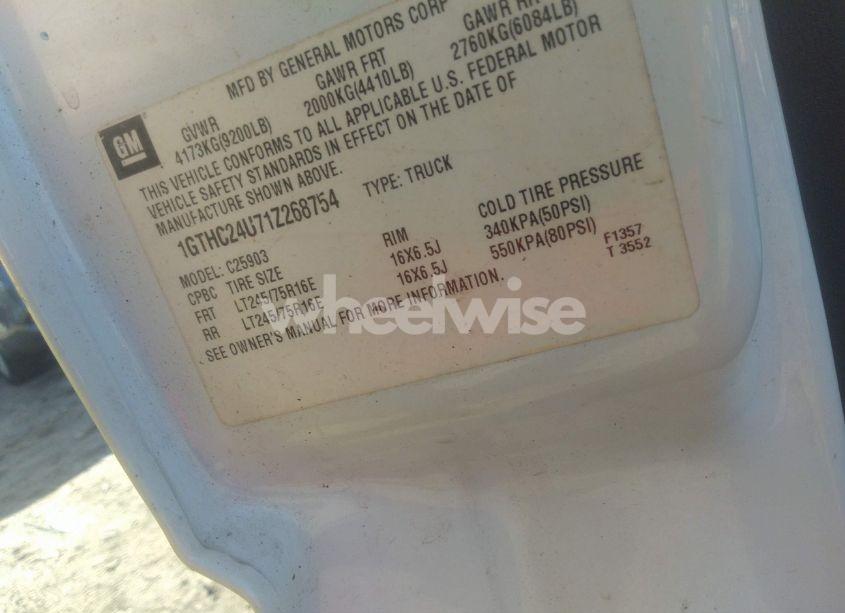 MFD BY GENERAL MOTORS CORP
GVWR GAWR FRT GAWR RR
4173KG(9200LB) 2000KG(4410LB) 2760KG(6084LB)
THIS VEHICLE CONFORMS TO ALL APPLICABLE U.S. FEDERAL MOTOR
VEHICLE SAFETY STANDARDS IN EFFECT ON THE DATE OF
MANUFACTURE SHOWN ABOVE.
1GTHC24U71Z268754 TYPE: TRUCK
MODEL: C25903
CPBC TIRE SIZE RIM COLD TIRE PRESSURE
FRT LT245/75R16E 16X6.5J 340KPA(50PSI)
RR LT245/75R16E 16X6.5J 550KPA(80PSI)
SEE OWNER'S MANUAL FOR MORE INFORMATION.
F1357
T 3552
GM
wheelwise